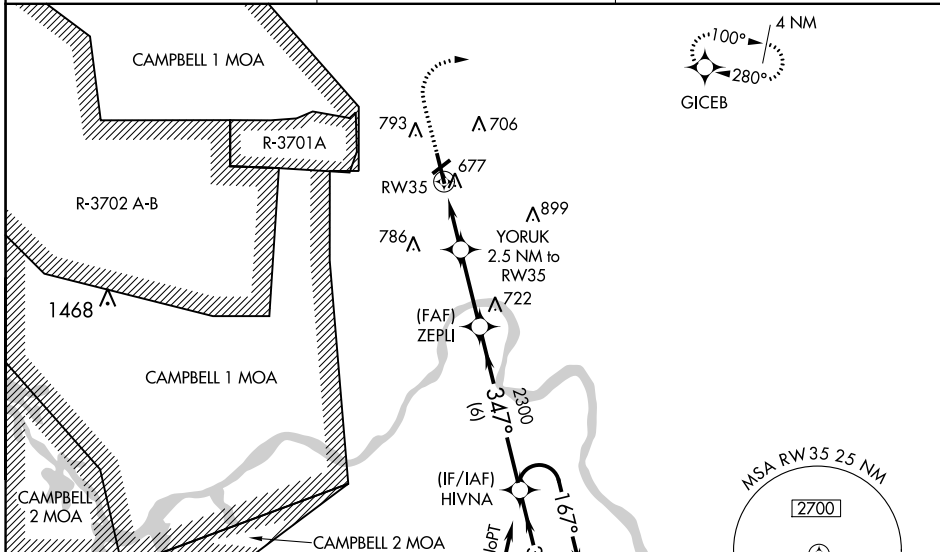 4 NM
100°
280°
GICEB
CAMPBELL 1 MOA
R-3701A
793
706
677
RW35
R-3702 A-B
899
786
YORUK
2.5 NM to
RW35
722
1468
(FAF)
ZEPLI
CAMPBELL 1 MOA
2300
347°
(6)
(IF/IAF)
HIVNA
167°
MSA RW35 25 NM
2700
CAMPBELL
2 MOA
CAMPBELL 2 MOA
NoPT